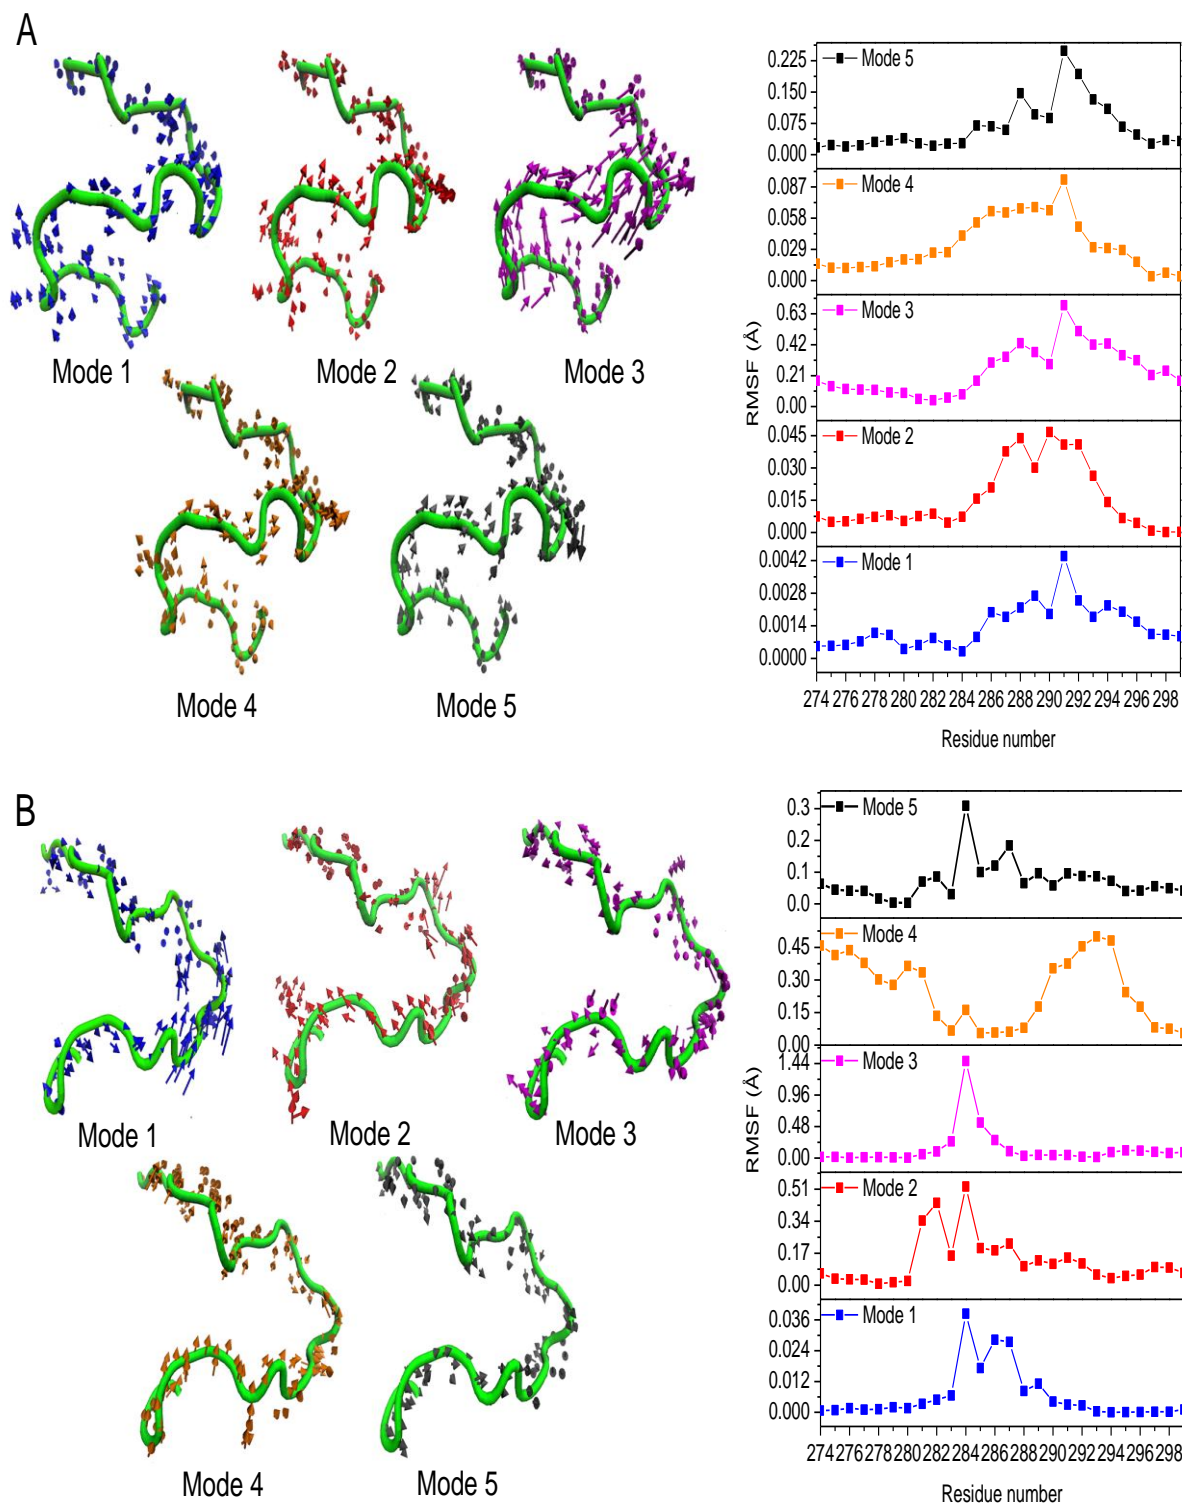 A
Mode 1
Mode 2
Mode 3
Mode 4
Mode 5
RMSF (Å)
Mode 5
0.225
0.150
0.075
0.000
Mode 4
0.087
0.058
0.029
0.000
Mode 3
0.63
0.42
0.21
0.00
Mode 2
0.045
0.030
0.015
0.000
Mode 1
0.0042
0.0028
0.0014
0.0000
274 276 278 280 282 284 286 288 290 292 294 296 298
Residue number
B
Mode 1
Mode 2
Mode 3
Mode 4
Mode 5
RMSF (Å)
Mode 5
0.3
0.2
0.1
0.0
Mode 4
0.45
0.30
0.15
0.00
Mode 3
1.44
0.96
0.48
0.00
Mode 2
0.51
0.34
0.17
0.00
Mode 1
0.036
0.024
0.012
0.000
274 276 278 280 282 284 286 288 290 292 294 296 298
Residue number